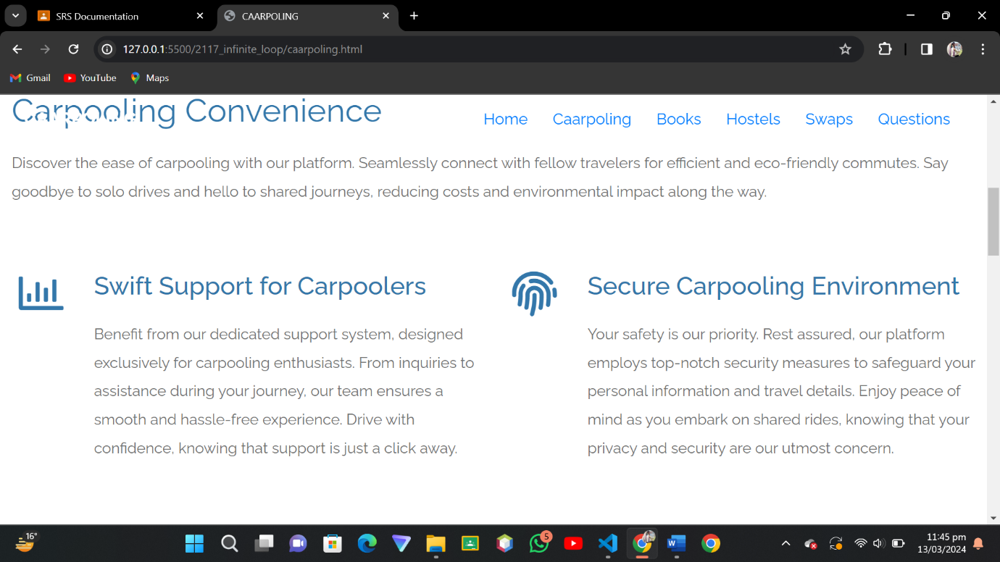 SRS Documentation
CAARPOLING
127.0.0.1:5500/2117_infinite_loop/caarpoling.html
Gmail YouTube Maps
Carpooling Convenience
Home Caarpoling Books Hostels Swaps Questions
Discover the ease of carpooling with our platform. Seamlessly connect with fellow travelers for efficient and eco-friendly commutes. Say
goodbye to solo drives and hello to shared journeys, reducing costs and environmental impact along the way.
Swift Support for Carpoolers
Benefit from our dedicated support system, designed
exclusively for carpooling enthusiasts. From inquiries to
assistance during your journey, our team ensures a
smooth and hassle-free experience. Drive with
confidence, knowing that support is just a click away.
Secure Carpooling Environment
Your safety is our priority. Rest assured, our platform
employs top-notch security measures to safeguard your
personal information and travel details. Enjoy peace of
mind as you embark on shared rides, knowing that your
privacy and security are our utmost concern.
16°
5
11:45 pm
13/03/2024